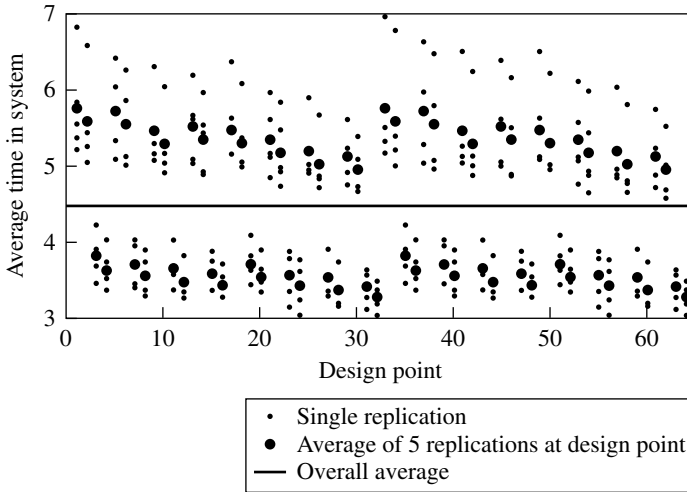 7
6
5
4
3
Average time in system
0
10
20
30
40
50
60
Design point
Single replication
Average of 5 replications at design point
Overall average